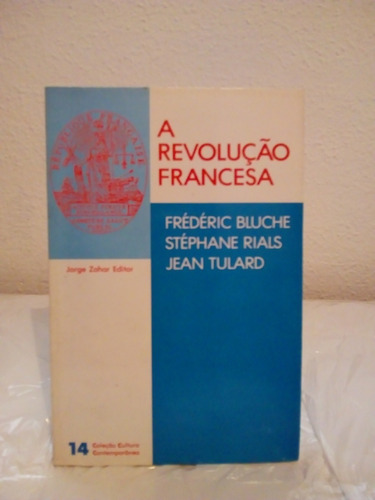 A
REVOLUÇÃO
FRANCESA
FRÉDÉRIC BLUCHE
STÉPHANE RIALS
JEAN TULARD
Jorge Zahar Editor
14 Coleção Cultura
Contemporânea